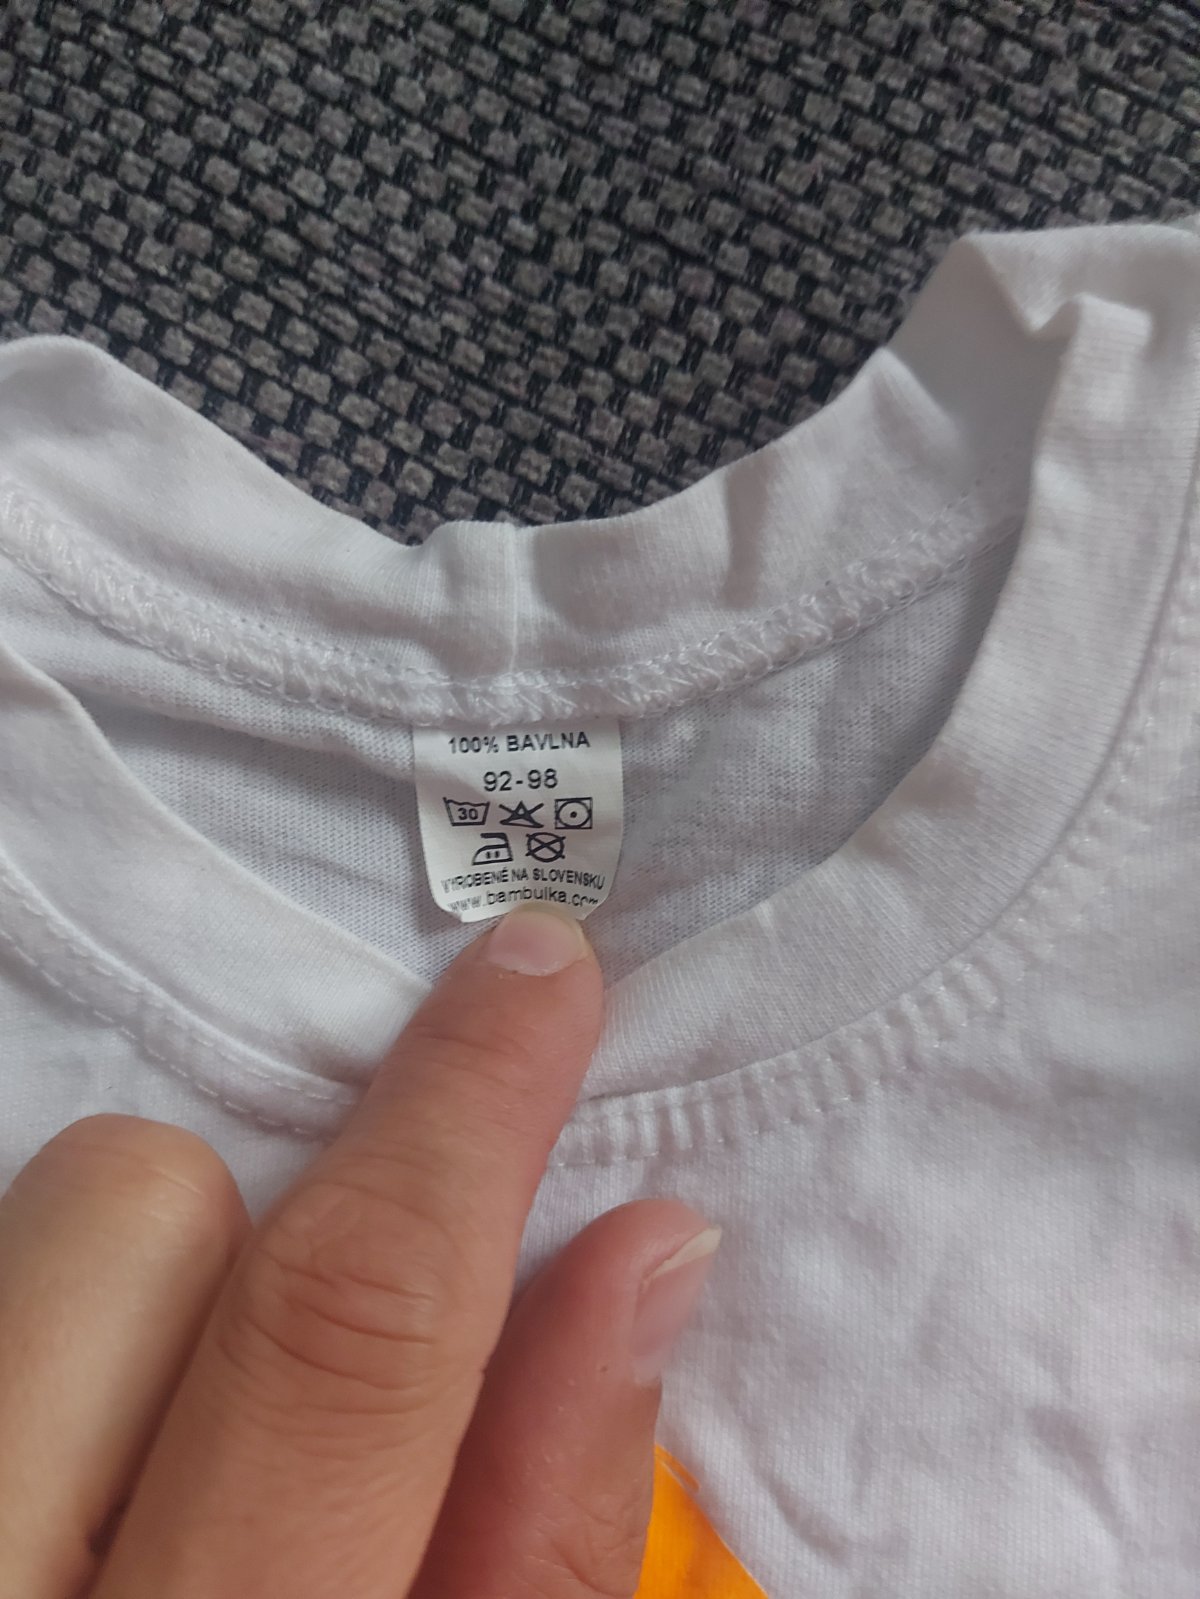 100% BAVLNA
92-98
30
VYROBENÉ NA SLOVENSKU
www.bambulka.com